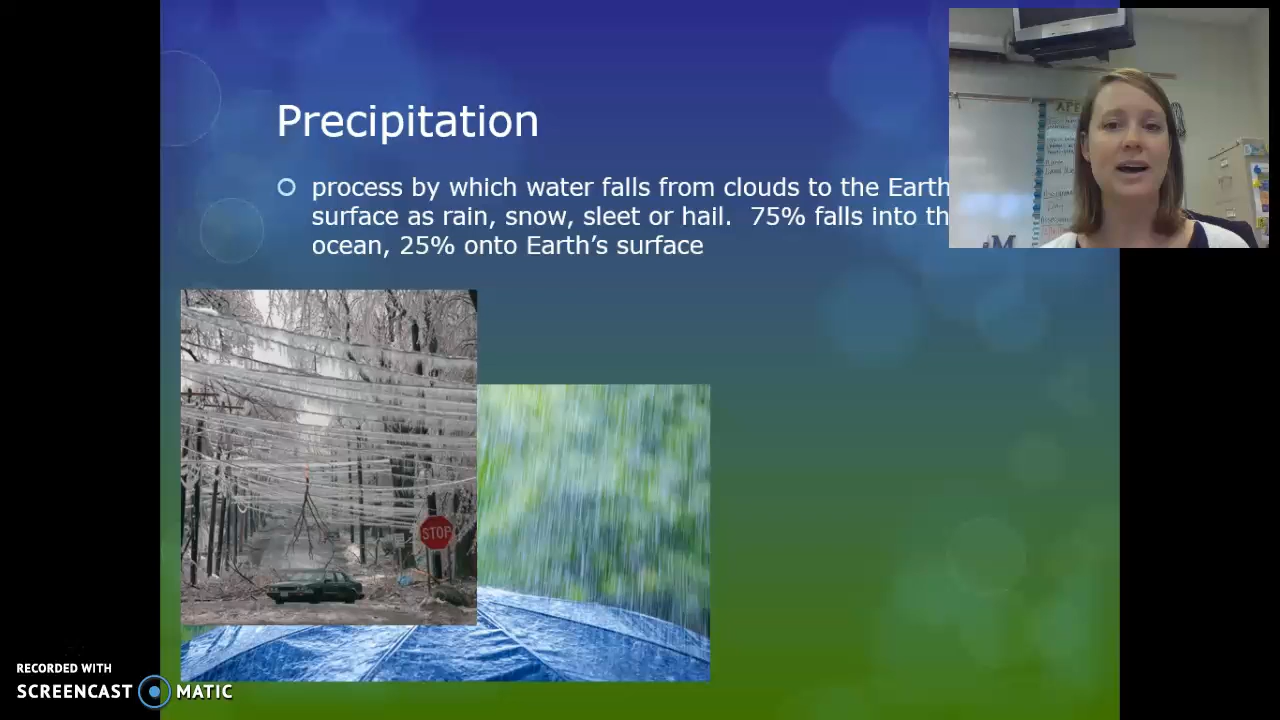 Precipitation
process by which water falls from clouds to the Earth
surface as rain, snow, sleet or hail. 75% falls into th
ocean, 25% onto Earth’s surface
STOP
RECORDED WITH
SCREENCAST MATIC